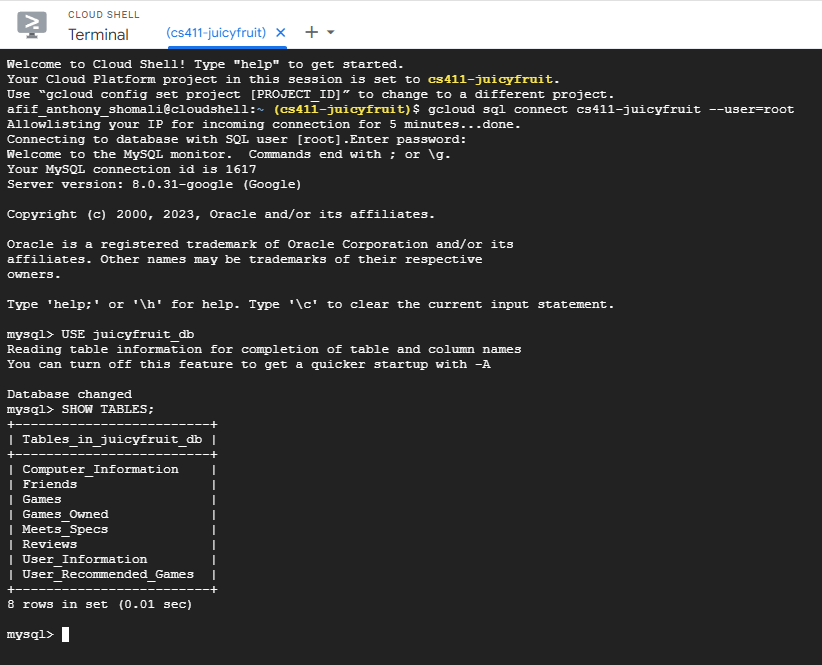 CLOUD SHELL
Terminal
(cs411-juicyfruit)
Welcome to Cloud Shell! Type "help" to get started.
Your Cloud Platform project in this session is set to cs411-juicyfruit.
Use “gcloud config set project [PROJECT_ID]” to change to a different project.
afif_anthony_shomali@cloudshell:~ (cs411-juicyfruit)$ gcloud sql connect cs411-juicyfruit --user=root
Allowlisting your IP for incoming connection for 5 minutes...done.
Connecting to database with SQL user [root].Enter password:
Welcome to the MySQL monitor.  Commands end with ; or \g.
Your MySQL connection id is 1617
Server version: 8.0.31-google (Google)

Copyright (c) 2000, 2023, Oracle and/or its affiliates.

Oracle is a registered trademark of Oracle Corporation and/or its
affiliates. Other names may be trademarks of their respective
owners.

Type 'help;' or '\h' for help. Type '\c' to clear the current input statement.

mysql> USE juicyfruit_db
Reading table information for completion of table and column names
You can turn off this feature to get a quicker startup with -A

Database changed
mysql> SHOW TABLES;
+-------------------------+
| Tables_in_juicyfruit_db |
+-------------------------+
| Computer_Information    |
| Friends                 |
| Games                   |
| Games_Owned             |
| Meets_Specs             |
| Reviews                 |
| User_Information        |
| User_Recommended_Games  |
+-------------------------+
8 rows in set (0.01 sec)

mysql>